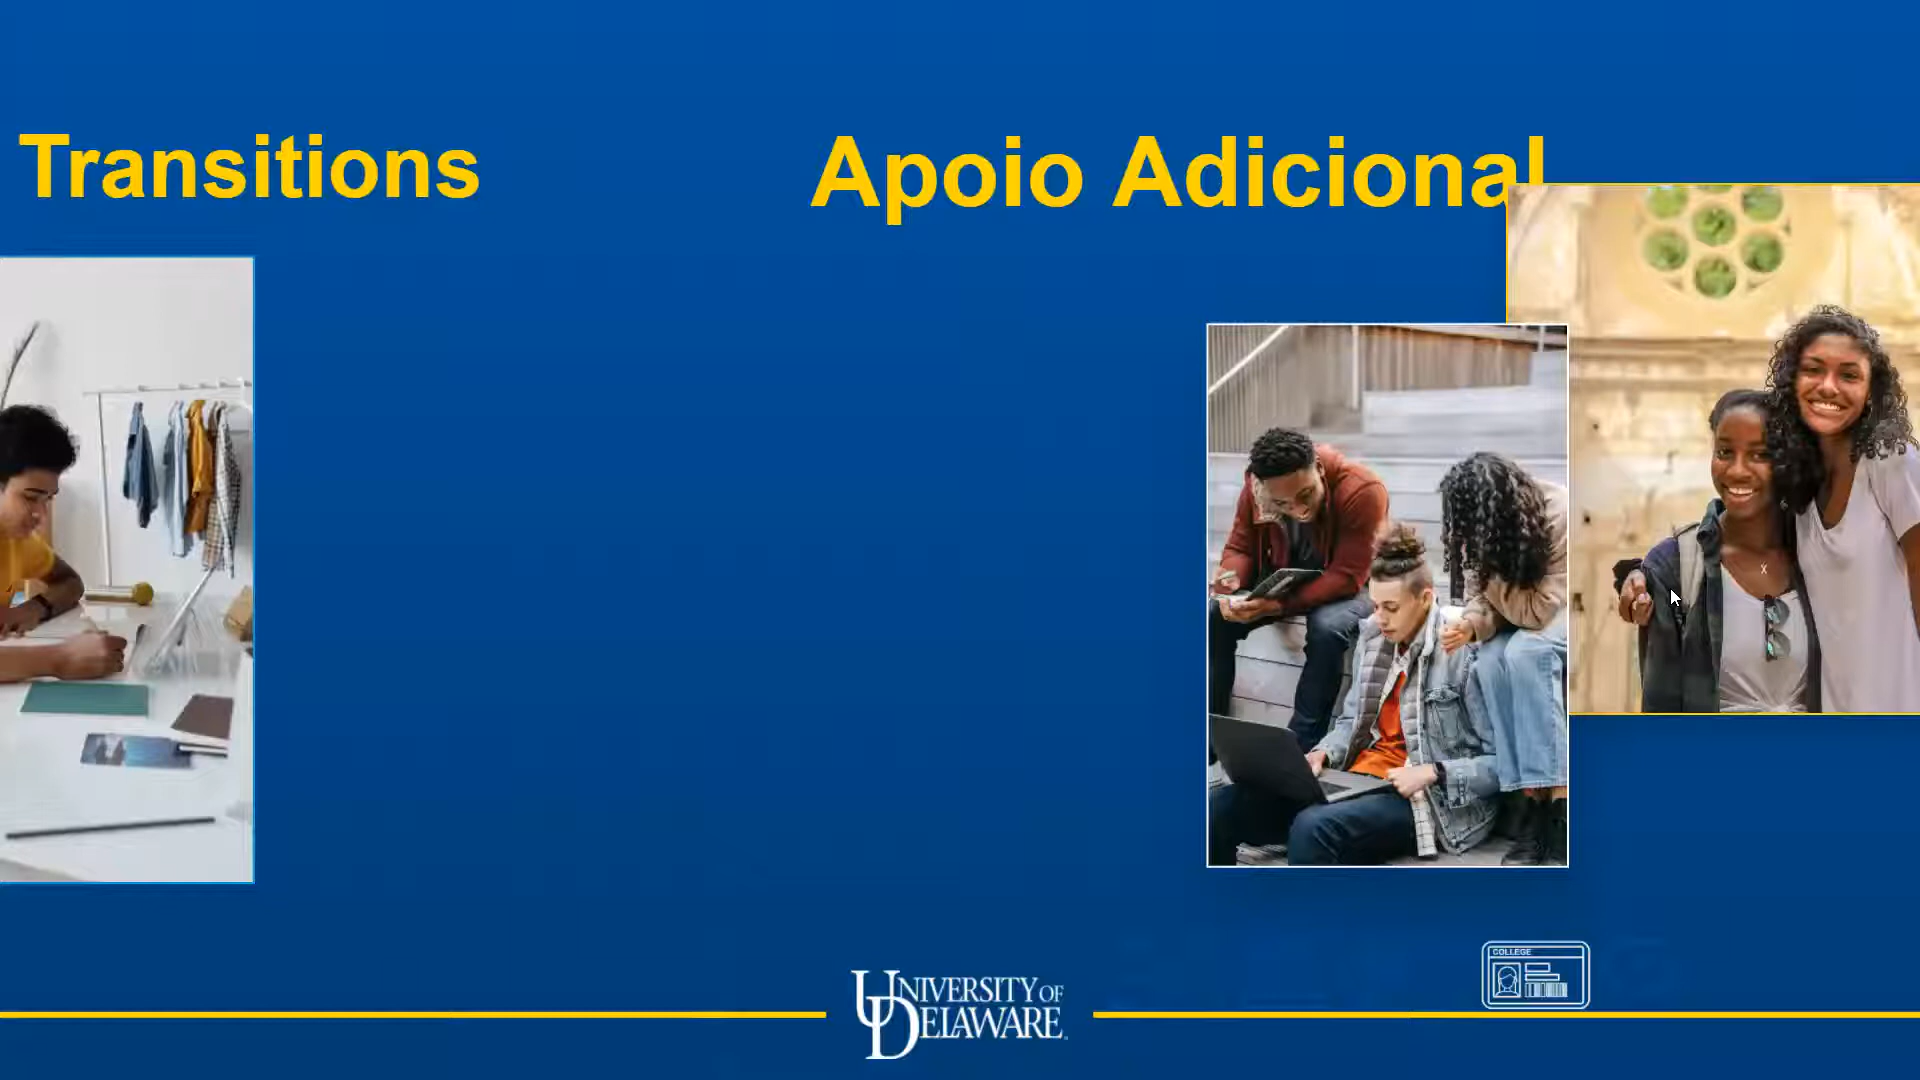 Transitions
Apoio Adicional
COLLEGE
UNIVERSITY OF
DELAWARE